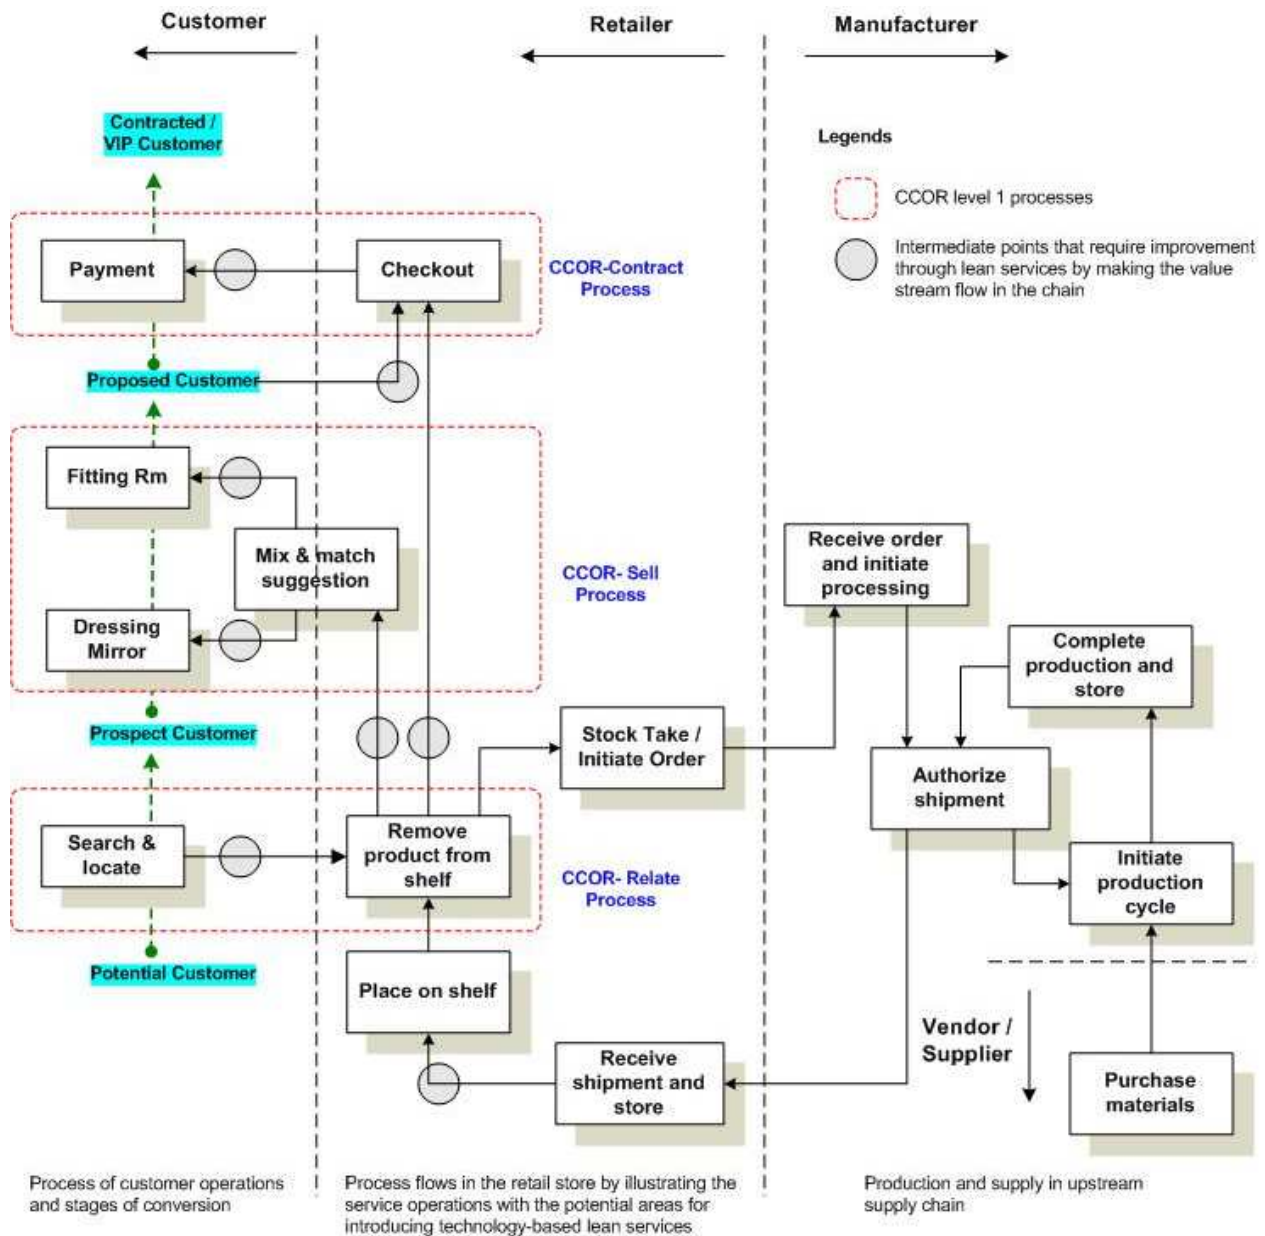 Customer
Retailer
Manufacturer
Contracted /
VIP Customer
Legends
CCOR level 1 processes
Intermediate points that require improvement
through lean services by making the value
stream flow in the chain
Payment
Checkout
CCOR-Contract
Process
Proposed Customer
Fitting Rm
Mix & match
suggestion
CCOR- Sell
Process
Dressing
Mirror
Receive order
and initiate
processing
Complete
production and
store
Prospect Customer
Stock Take /
Initiate Order
Authorize
shipment
Search &
locate
Remove
product from
shelf
CCOR- Relate
Process
Initiate
production
cycle
Potential Customer
Place on shelf
Vendor /
Supplier
Receive
shipment and
store
Purchase
materials
Process of customer operations
and stages of conversion
Process flows in the retail store by illustrating the
service operations with the potential areas for
introducing technology-based lean services
Production and supply in upstream
supply chain